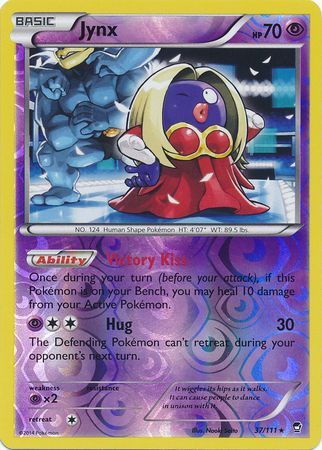 BASIC
Jynx
HP70
NO. 124 Human Shape Pokémon HT: 4'07" WT: 89.5 lbs.
Ability Victory Kiss
Once during your turn (before your attack), if this
Pokémon is on your Bench, you may heal 10 damage
from your Active Pokémon.
Hug 30
The Defending Pokémon can't retreat during your
opponent's next turn.
weakness resistance
×2
retreat
It wiggles its hips as it walks.
It can cause people to dance
in unison with it.
©2014 Pokémon
Illus. Naoki Saito
37/111 ★